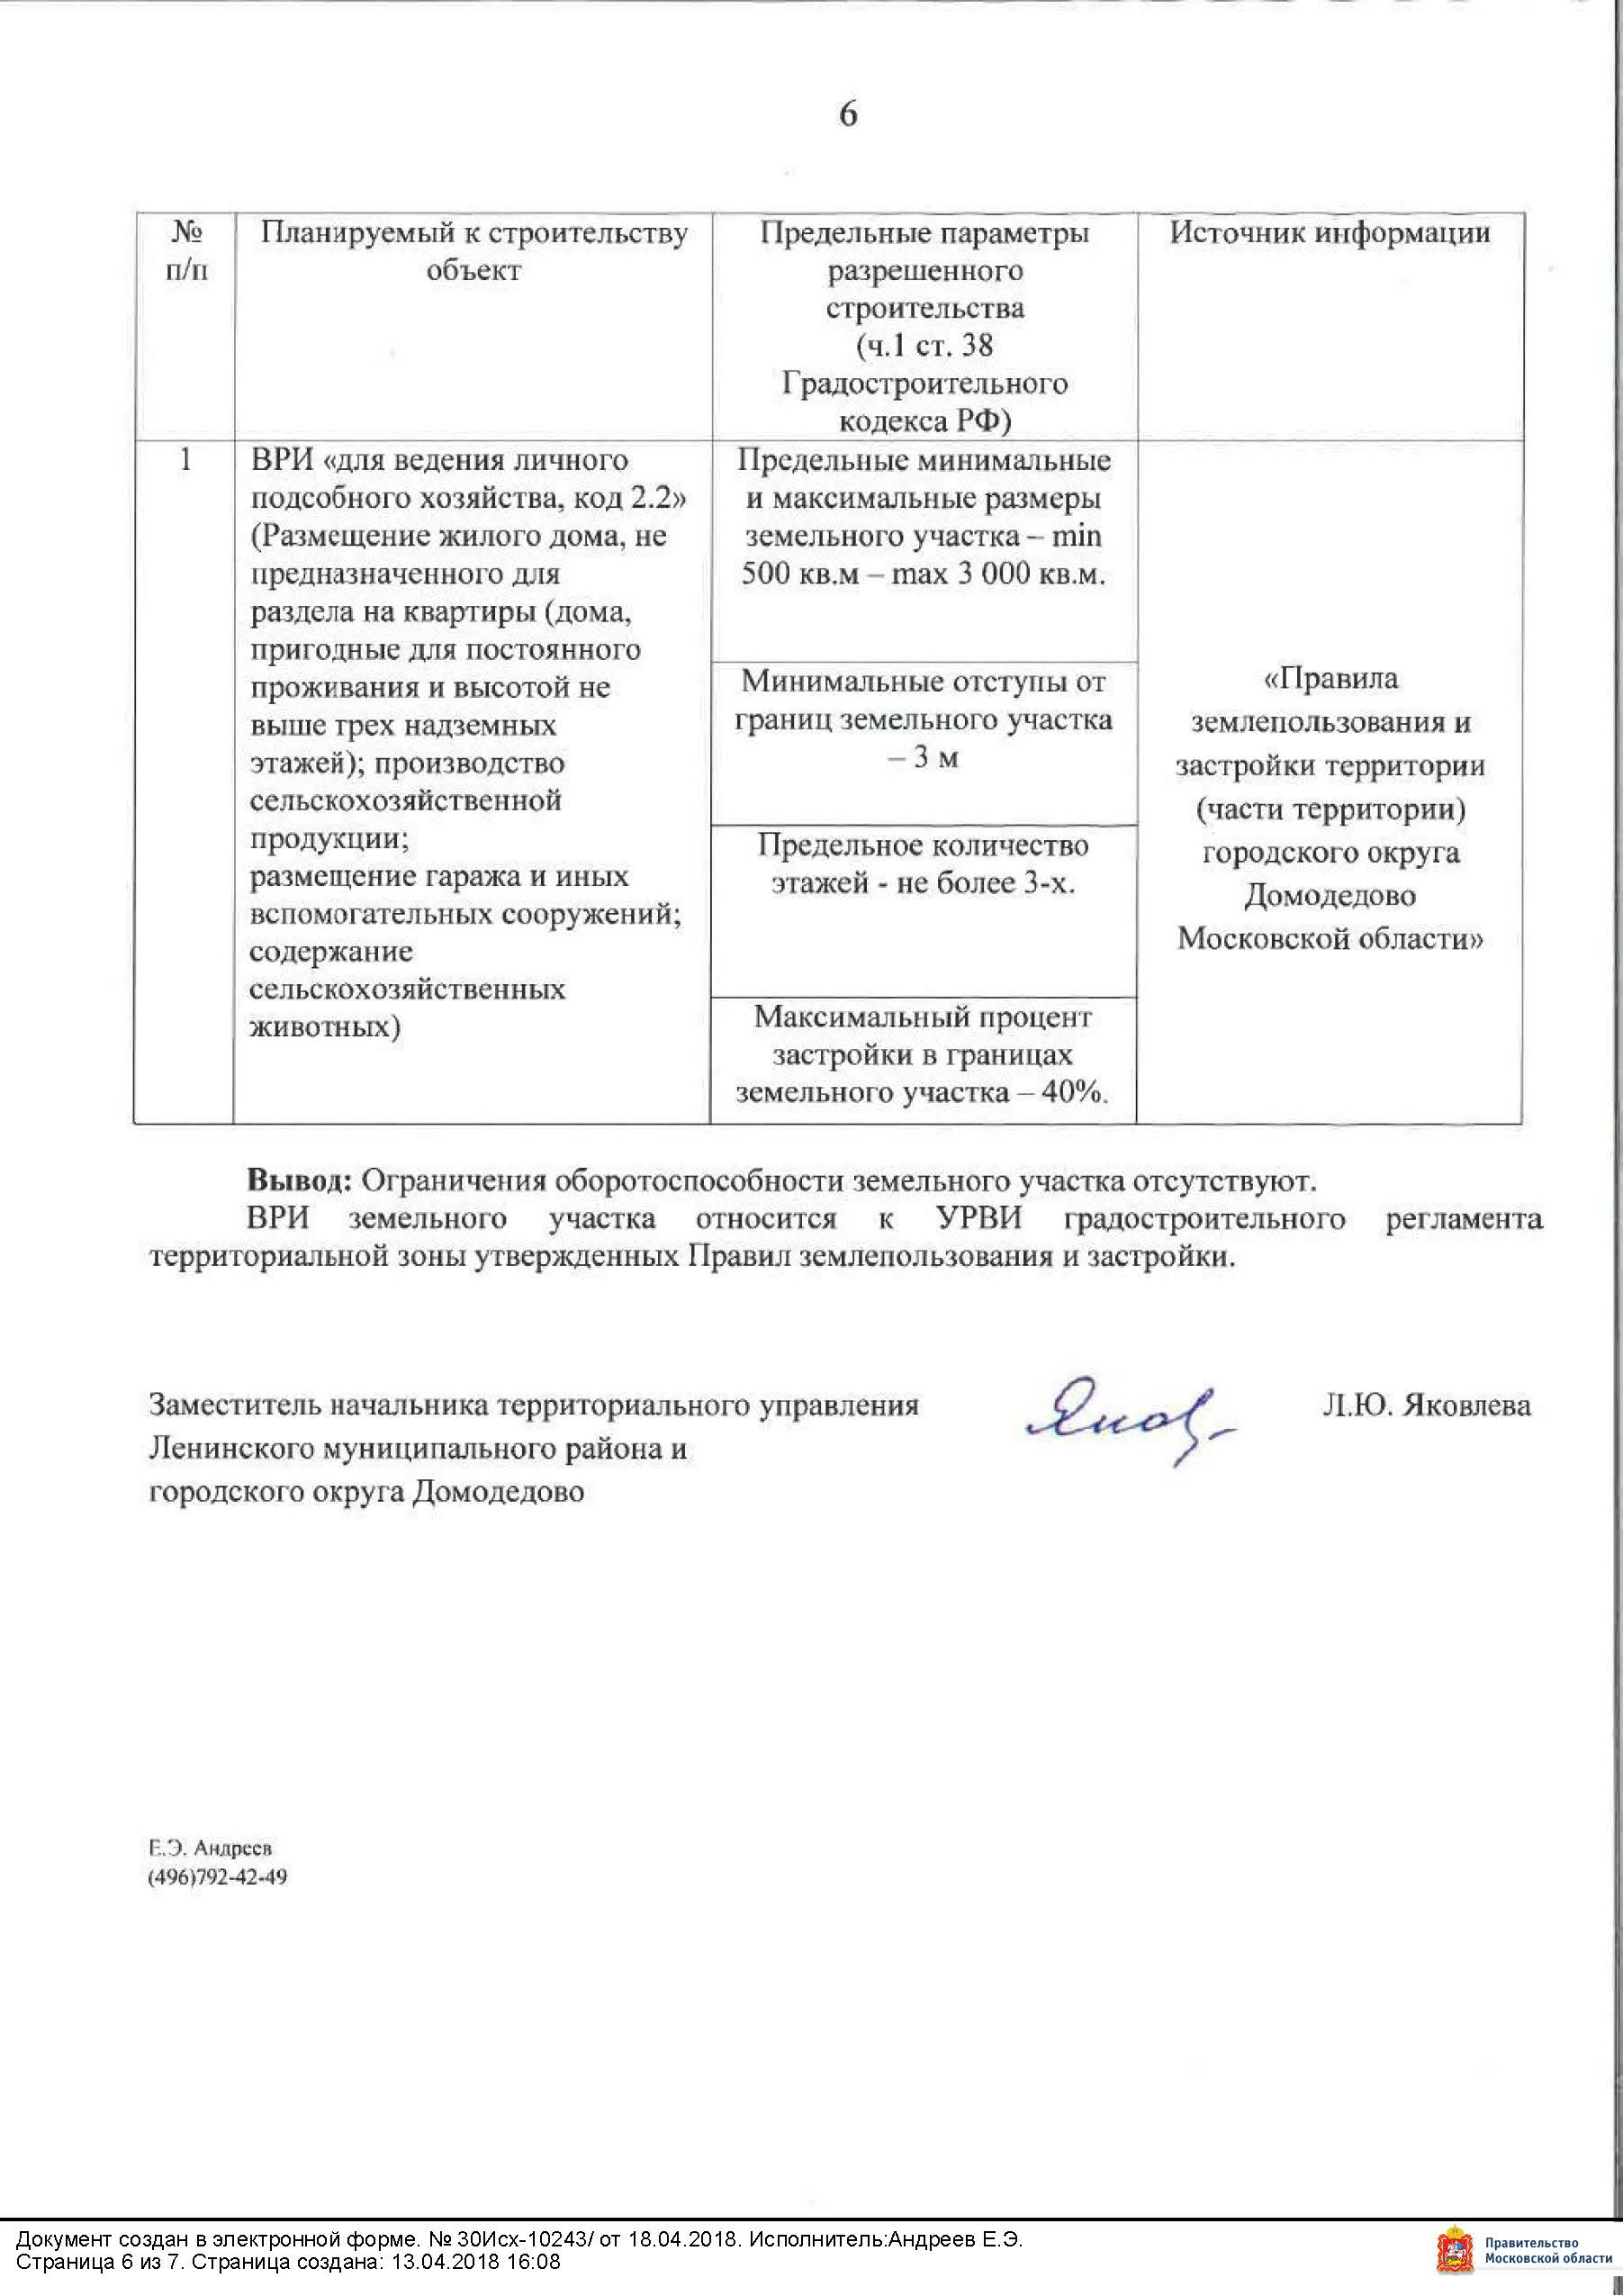 6
№
п/п
Планируемый к строительству
объект
Предельные параметры
разрешенного
строительства
(ч.1 ст. 38
Градостроительного
кодекса РФ)
Источник информации
1
ВРИ «для ведения личного
подсобного хозяйства, код 2.2»
(Размещение жилого дома, не
предназначенного для
раздела на квартиры (дома,
пригодные для постоянного
проживания и высотой не
выше трех надземных
этажей); производство
сельскохозяйственной
продукции;
размещение гаража и иных
вспомогательных сооружений;
содержание
сельскохозяйственных
животных)
Предельные минимальные
и максимальные размеры
земельного участка – min
500 кв.м – max 3 000 кв.м.
Минимальные отступы от
границ земельного участка
– 3 м
Предельное количество
этажей - не более 3-х.
Максимальный процент
застройки в границах
земельного участка – 40%.
«Правила
землепользования и
застройки территории
(части территории)
городского округа
Домодедово
Московской области»
Вывод: Ограничения оборотоспособности земельного участка отсутствуют.
ВРИ земельного участка относится к УРВИ градостроительного регламента
территориальной зоны утвержденных Правил землепользования и застройки.
Заместитель начальника территориального управления
Ленинского муниципального района и
городского округа Домодедово
Л.Ю. Яковлева
Е.Э. Андреев
(496)792-42-49
Документ создан в электронной форме. № 30Исх-10243/ от 18.04.2018. Исполнитель:Андреев Е.Э.
Страница 6 из 7. Страница создана: 13.04.2018 16:08
Правительство
Московской области